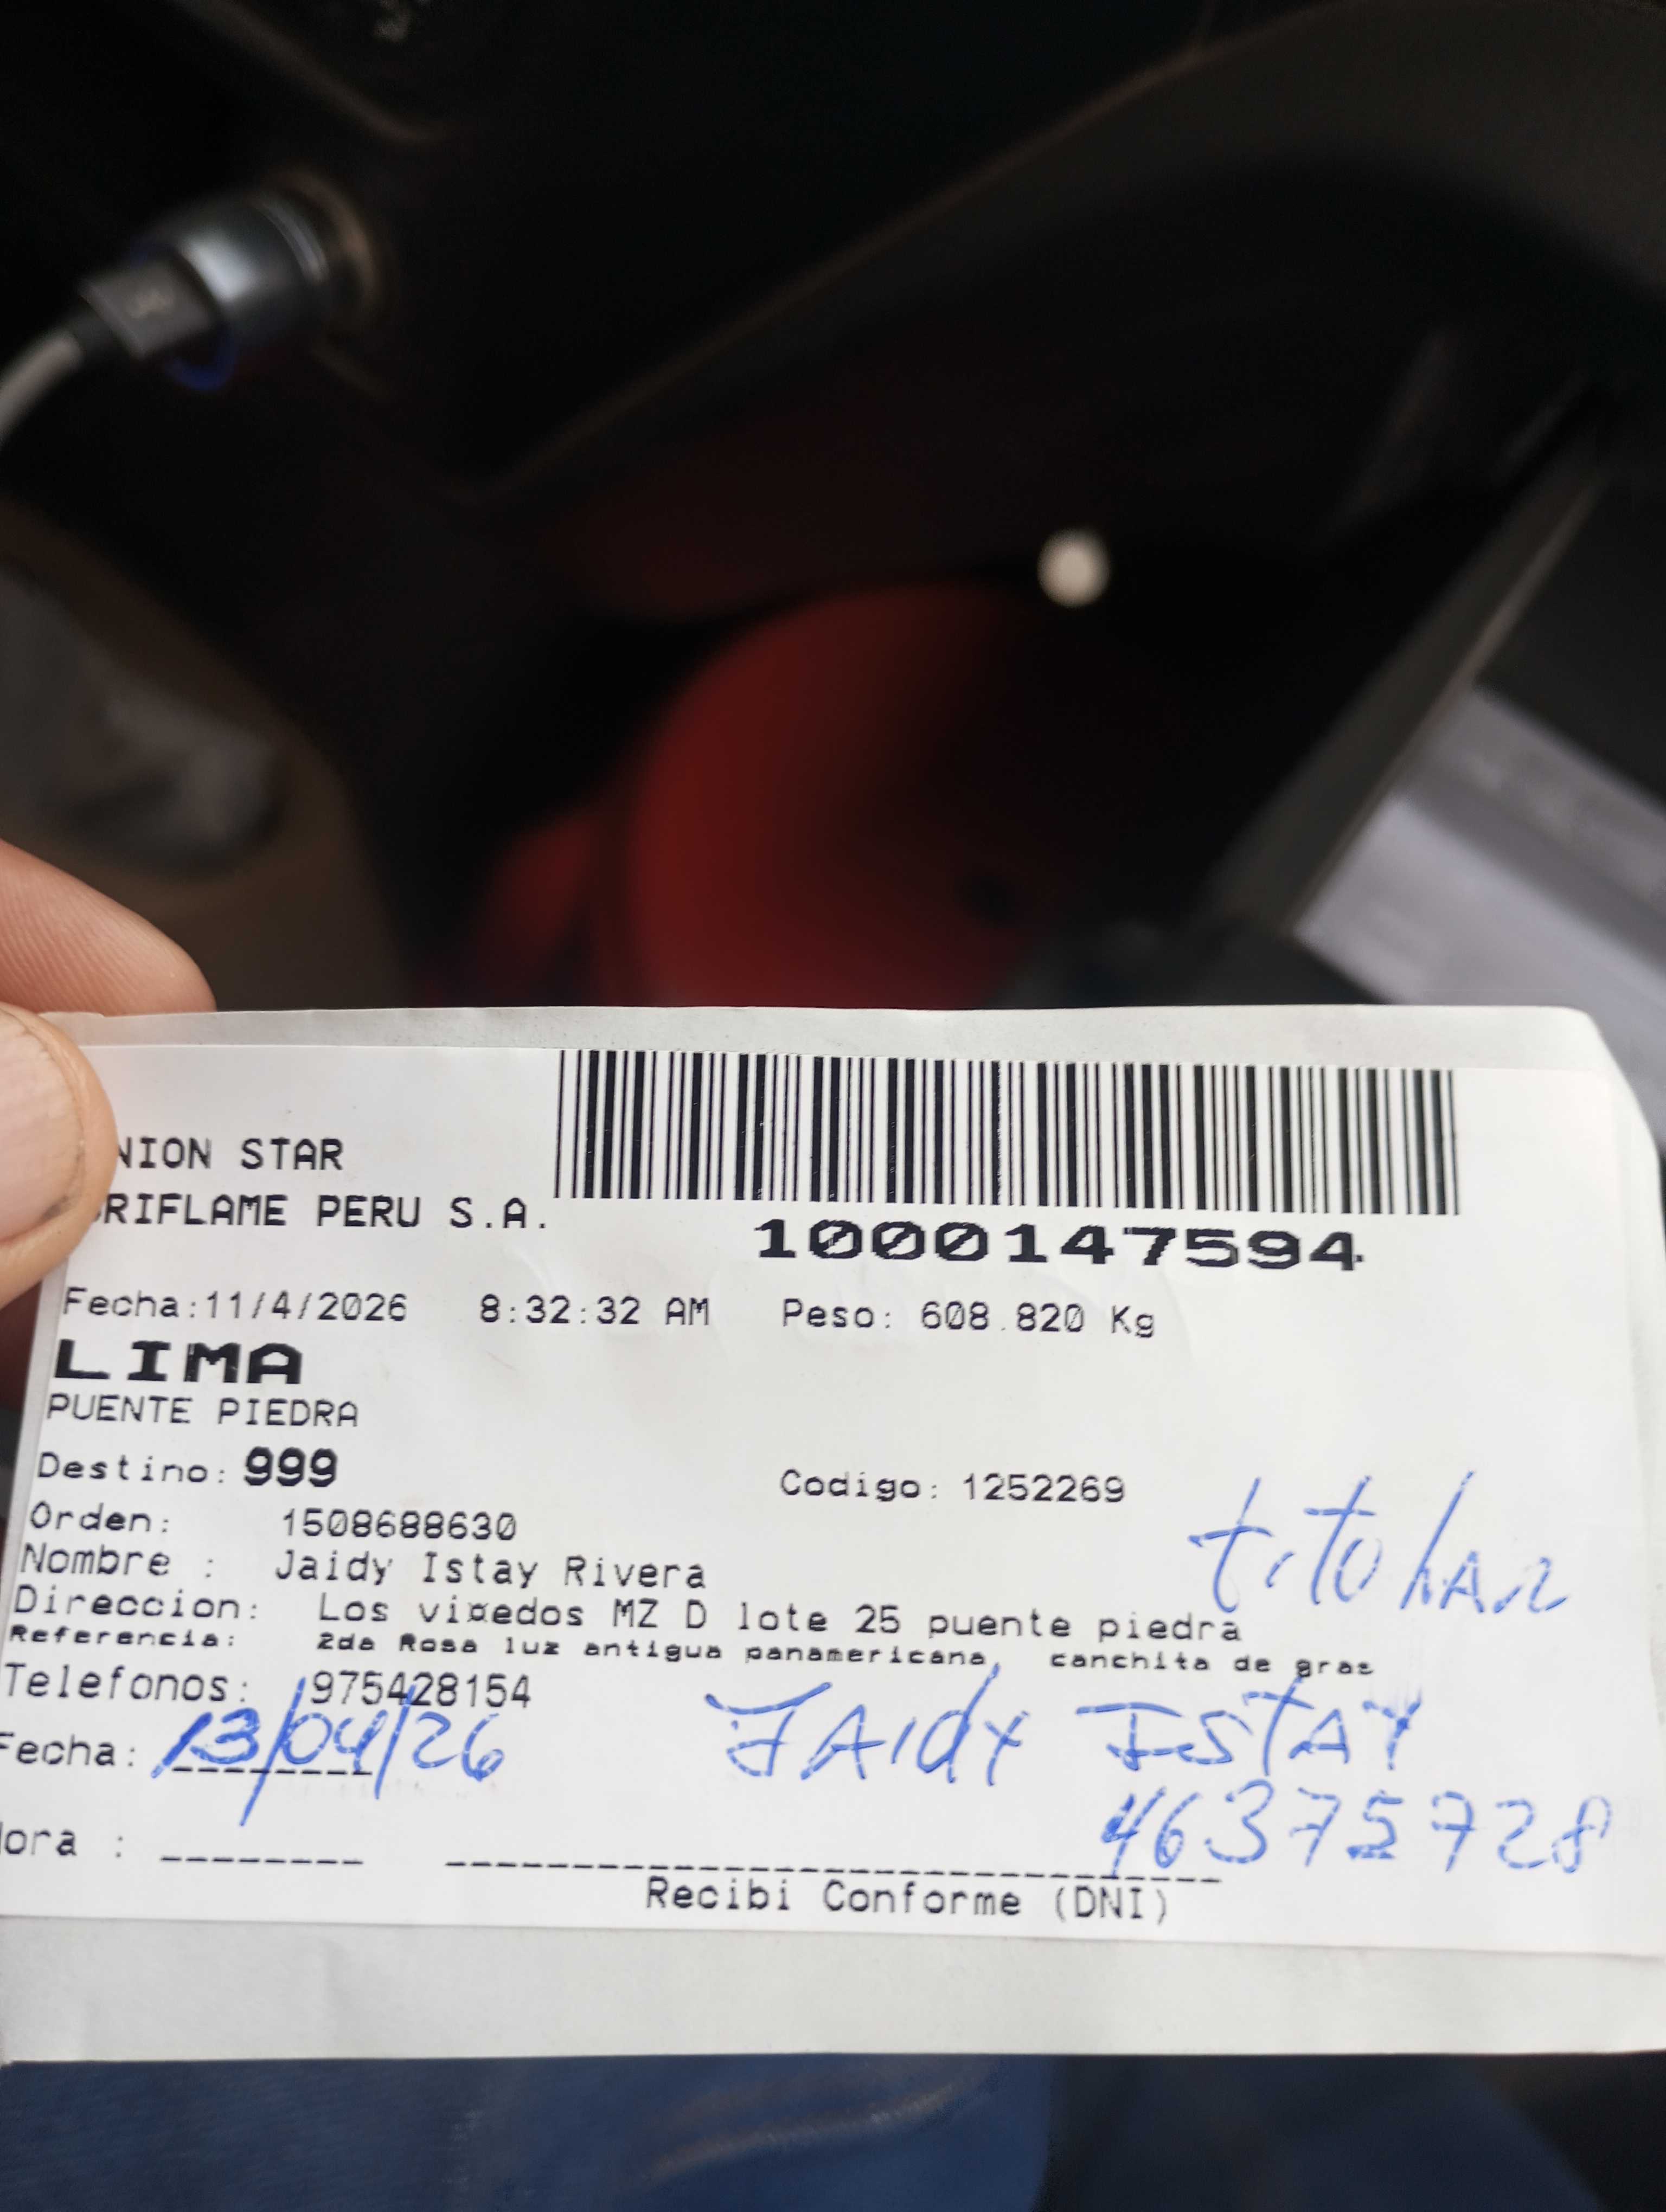 NION STAR
RIFLAME PERU S.A.
1000147594
Fecha:11/4/2026 8:32:32 AM Peso: 608.820 Kg
LIMA
PUENTE PIEDRA
Destino: 999 Codigo: 1252269
Orden: 1508688630
titular
Nombre : Jaidy Istay Rivera
Direccion: Los viñedos MZ D lote 25 puente piedra
Referencia: 2da Rosa luz antigua panamericana, canchita de gras
Telefonos: 975428154
Fecha: 13/04/26 JAIdy IStAY
46375728
Hora :
Recibi Conforme (DNI)